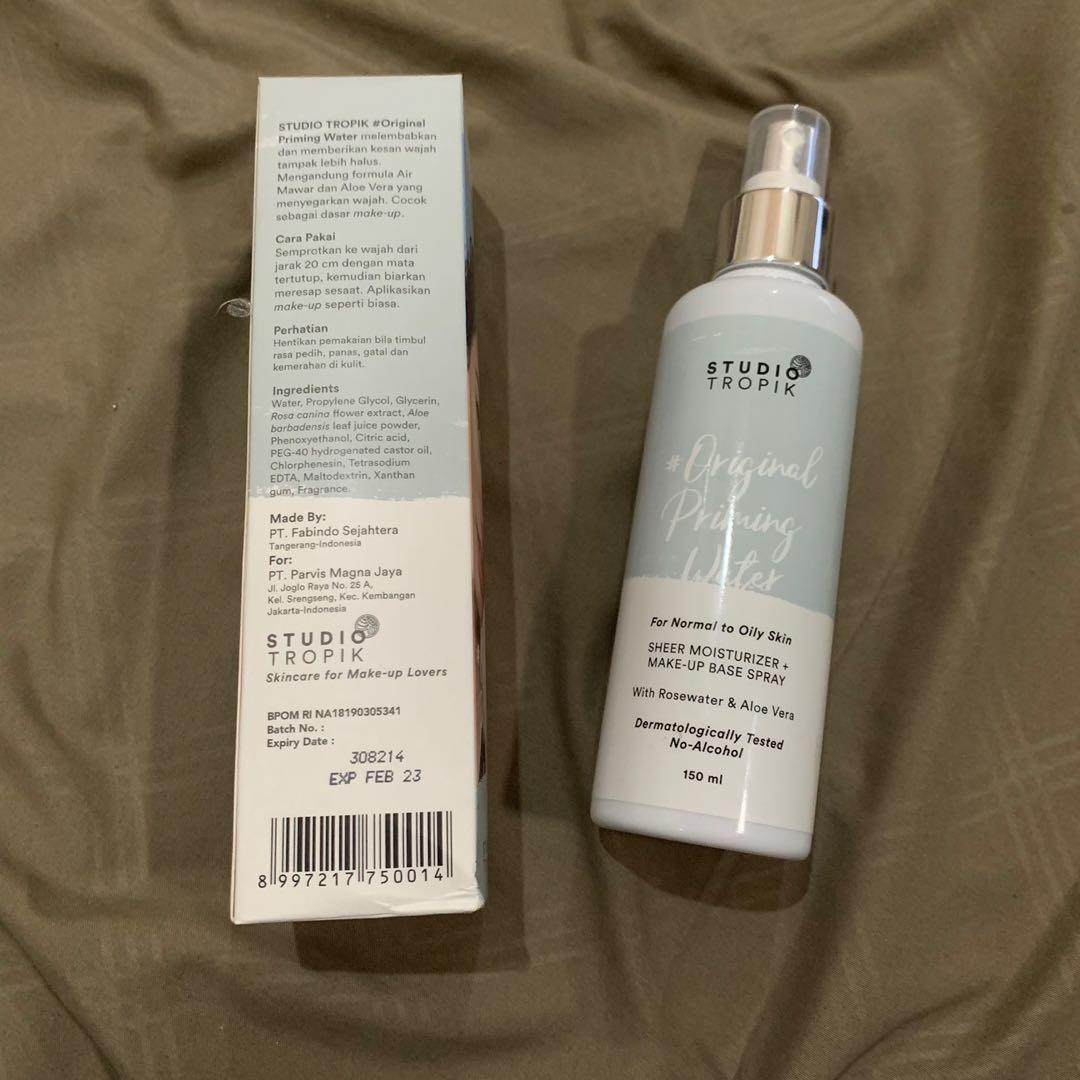 STUDIO TROPIK #Original
Priming Water melembabkan
dan memberikan kesan wajah
tampak lebih halus.
Mengandung formula Air
Mawar dan Aloe Vera yang
menyegarkan wajah. Cocok
sebagai dasar make-up.
Cara Pakai
Semprotkan ke wajah dari
jarak 20 cm dengan mata
tertutup, kemudian biarkan
meresap sesaat. Aplikasikan
make-up seperti biasa.
Perhatian
Hentikan pemakaian bila timbul
rasa pedih, panas, gatal dan
kemerahan di kulit.
Ingredients
Water, Propylene Glycol, Glycerin,
Rosa canina flower extract, Aloe
barbadensis leaf juice powder,
Phenoxyethanol, Citric acid,
PEG-40 hydrogenated castor oil,
Chlorphenesin, Tetrasodium
EDTA, Maltodextrin, Xanthan
gum, Fragrance.
Made By:
PT. Fabindo Sejahtera
Tangerang-Indonesia
For:
PT. Parvis Magna Jaya
Jl. Joglo Raya No. 25 A,
Kel. Srengseng, Kec. Kembangan
Jakarta-Indonesia
STUDIO
TROPIK
Skincare for Make-up Lovers
BPOM RI NA18190305341
Batch No. :
Expiry Date :
308214
EXP FEB 23
8 997217 750014
STUDIO
TROPIK
#Original
Priming
Water
For Normal to Oily Skin
SHEER MOISTURIZER +
MAKE-UP BASE SPRAY
With Rosewater & Aloe Vera
Dermatologically Tested
No-Alcohol
150 ml